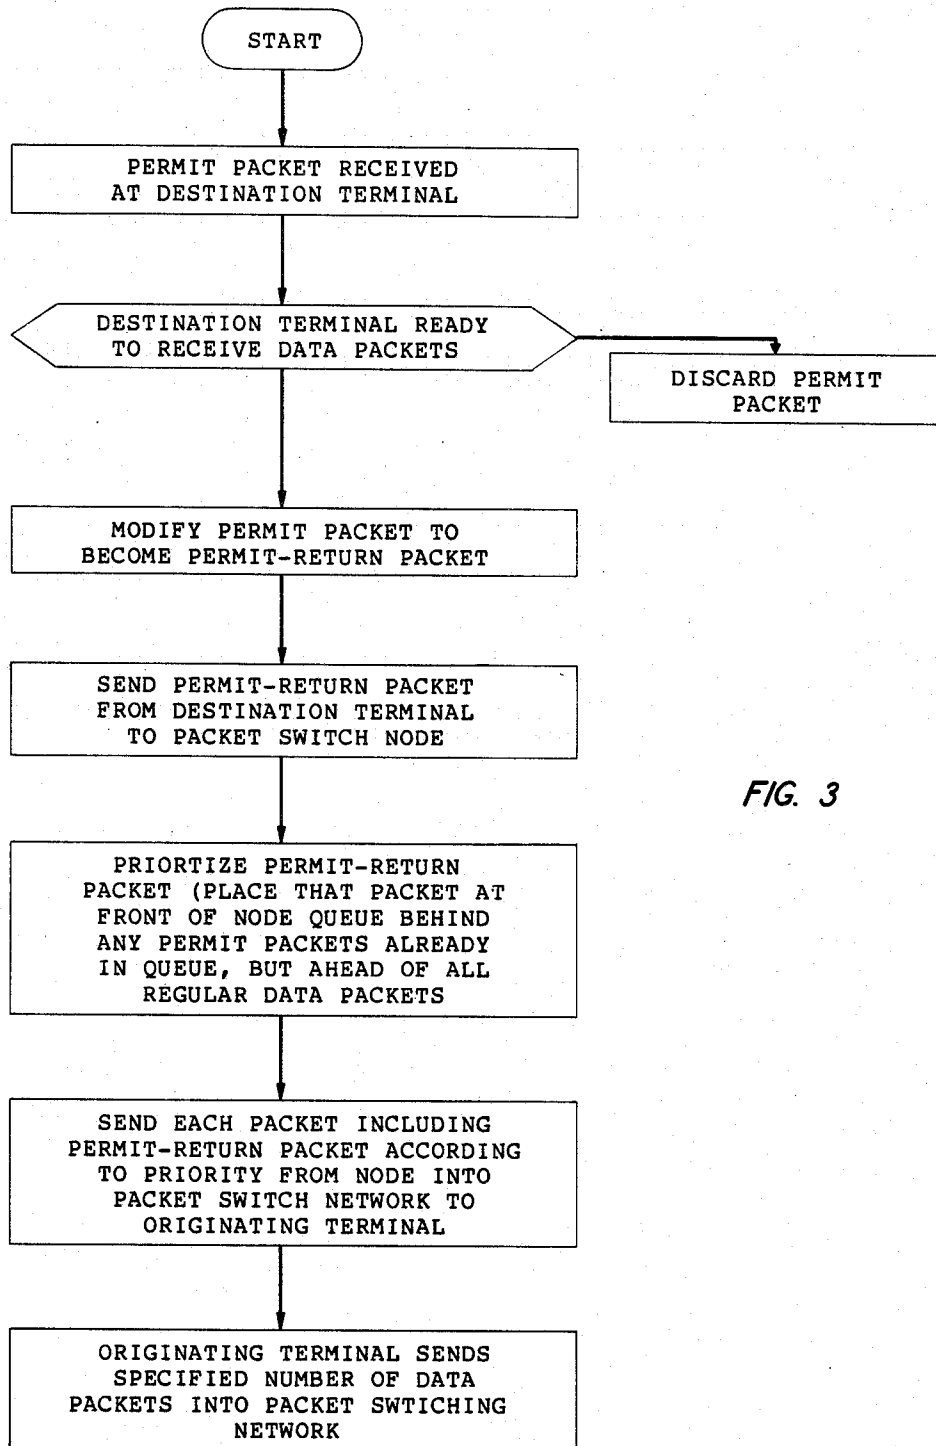 START
PERMIT PACKET RECEIVED
AT DESTINATION TERMINAL
DESTINATION TERMINAL READY
TO RECEIVE DATA PACKETS
DISCARD PERMIT
PACKET
MODIFY PERMIT PACKET TO
BECOME PERMIT-RETURN PACKET
SEND PERMIT-RETURN PACKET
FROM DESTINATION TERMINAL
TO PACKET SWITCH NODE
FIG. 3
PRIORTIZE PERMIT-RETURN
PACKET (PLACE THAT PACKET AT
FRONT OF NODE QUEUE BEHIND
ANY PERMIT PACKETS ALREADY
IN QUEUE, BUT AHEAD OF ALL
REGULAR DATA PACKETS
SEND EACH PACKET INCLUDING
PERMIT-RETURN PACKET ACCORDING
TO PRIORITY FROM NODE INTO
PACKET SWITCH NETWORK TO
ORIGINATING TERMINAL
ORIGINATING TERMINAL SENDS
SPECIFIED NUMBER OF DATA
PACKETS INTO PACKET SWTICHING
NETWORK